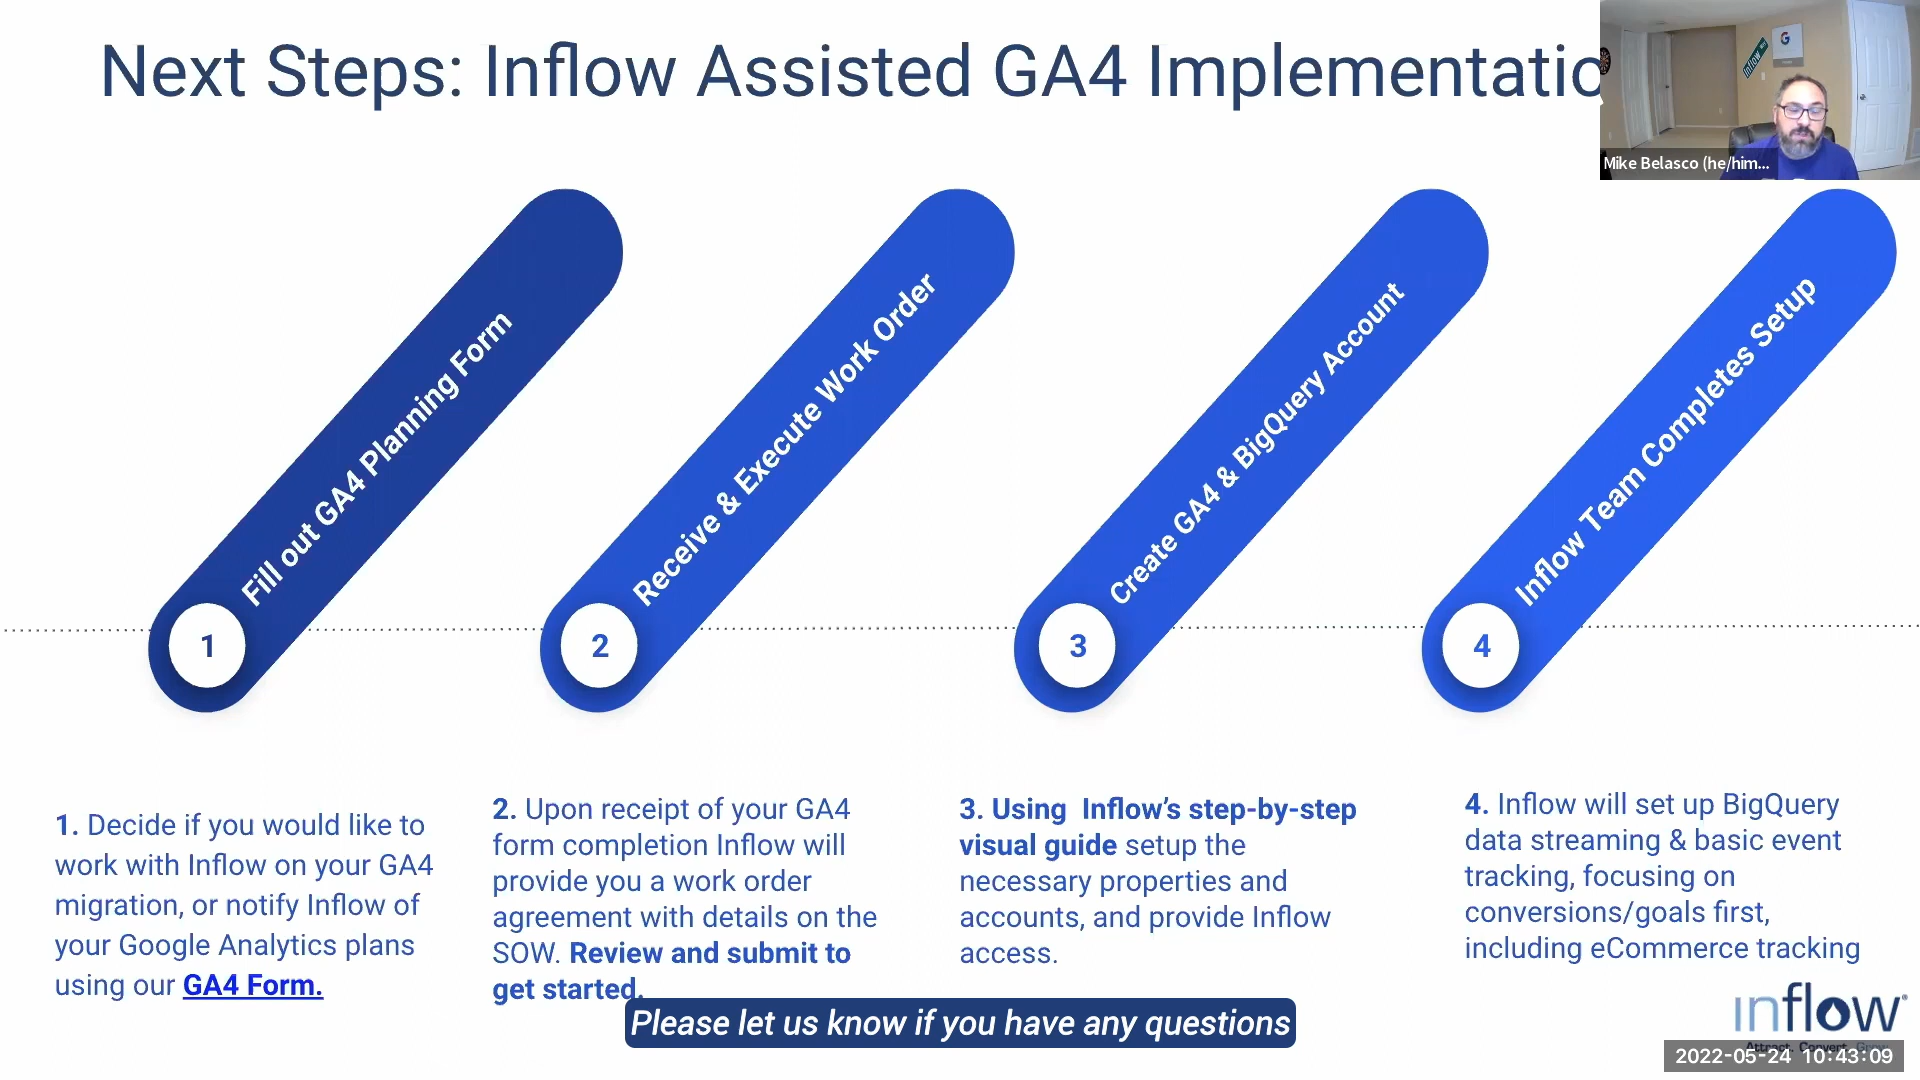 Next Steps: Inflow Assisted GA4 Implementatio
Mike Belasco (he/him...
Fill out GA4 Planning Form
Receive & Execute Work Order
Create GA4 & BigQuery Account
Inflow Team Completes Setup
1
2
3
4
1. Decide if you would like to
work with Inflow on your GA4
migration, or notify Inflow of
your Google Analytics plans
using our GA4 Form.
2. Upon receipt of your GA4
form completion Inflow will
provide you a work order
agreement with details on the
SOW. Review and submit to
get started.
3. Using  Inflow’s step-by-step
visual guide setup the
necessary properties and
accounts, and provide Inflow
access.
4. Inflow will set up BigQuery
data streaming & basic event
tracking, focusing on
conversions/goals first,
including eCommerce tracking
Please let us know if you have any questions
inflow
Attract. Convert. Grow.
2022-05-24 10:43:09